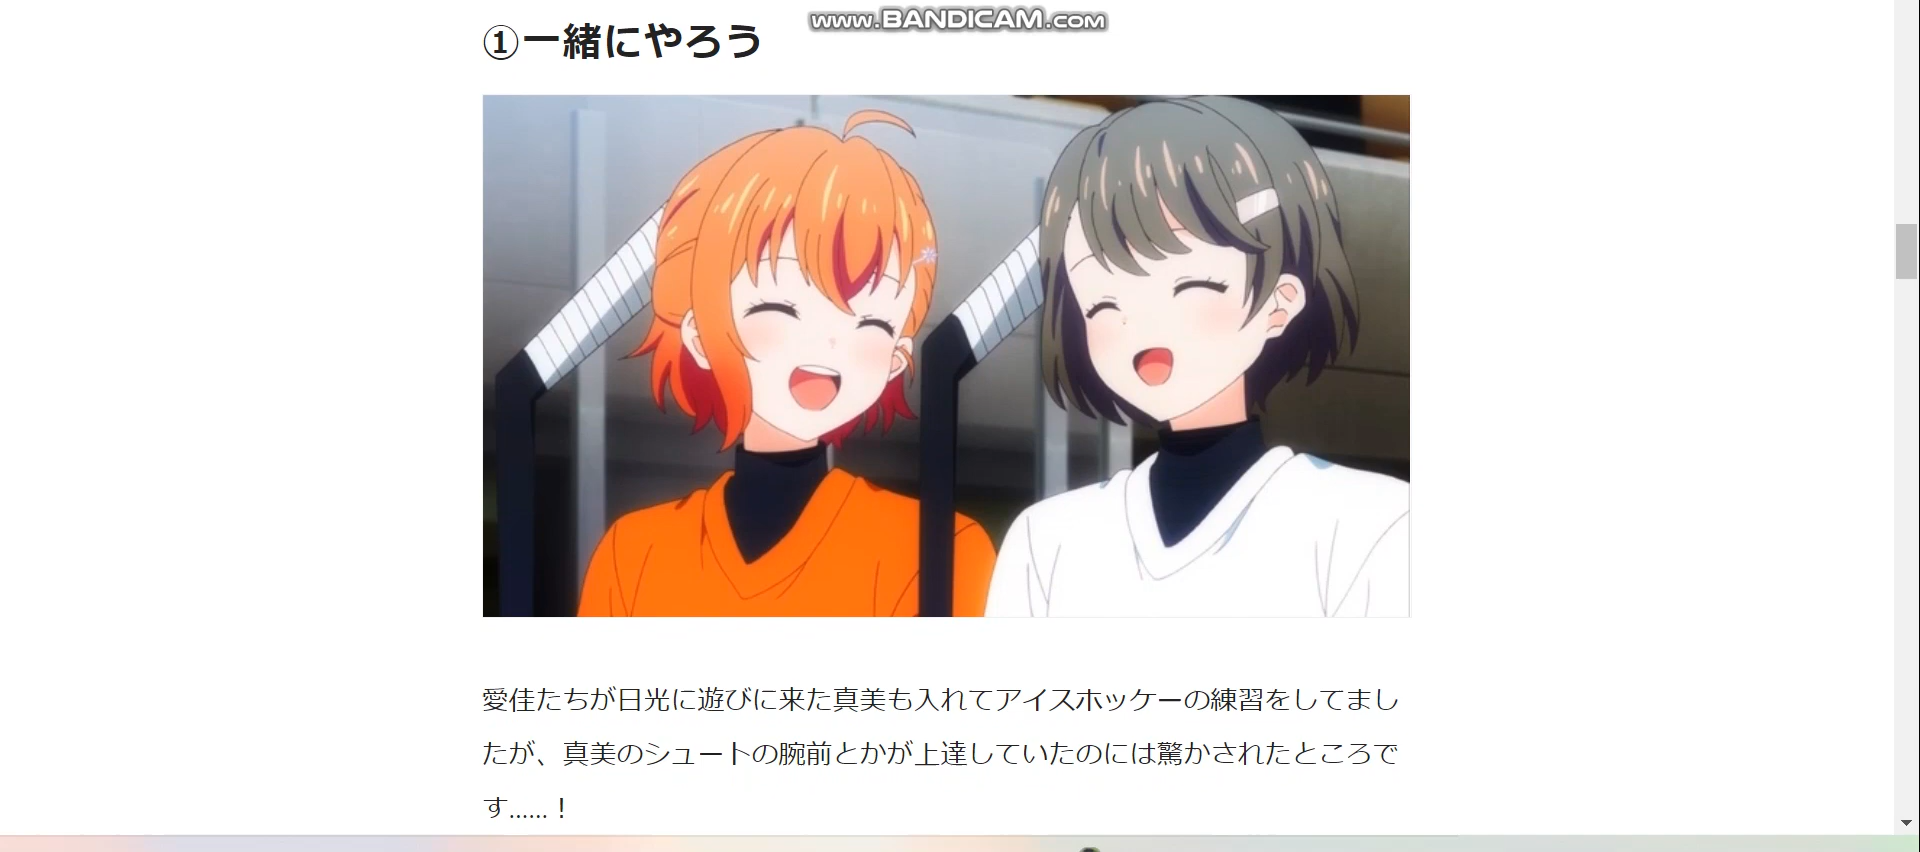 www.BANDICAM.com
①一緒にやろう
愛佳たちが日光に遊びに来た真美も入れてアイスホッケーの練習をしてまし
たが、真美のシュートの腕前とかが上達していたのには驚かされたところで
す……！